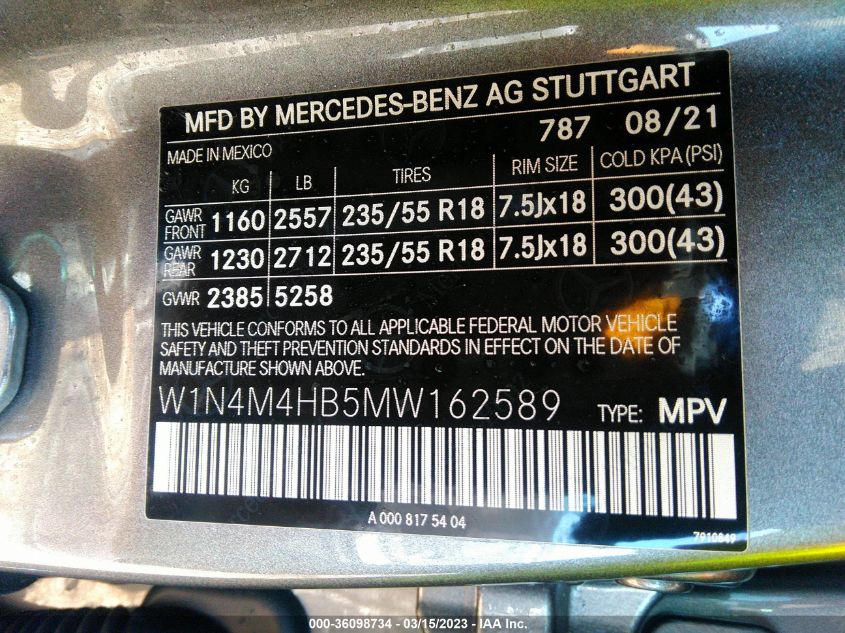 MFD BY MERCEDES-BENZ AG STUTTGART
787 08/21
MADE IN MEXICO
KG LB TIRES RIM SIZE COLD KPA (PSI)
GAWR FRONT 1160 2557 235/55 R18 7.5Jx18 300(43)
GAWR REAR 1230 2712 235/55 R18 7.5Jx18 300(43)
GVWR 2385 5258
THIS VEHICLE CONFORMS TO ALL APPLICABLE FEDERAL MOTOR VEHICLE
SAFETY AND THEFT PREVENTION STANDARDS IN EFFECT ON THE DATE OF
MANUFACTURE SHOWN ABOVE.
W1N4M4HB5MW162589 TYPE: MPV
A 000 817 54 04
7910849
000-36098734 — 03/15/2023 — IAA Inc.